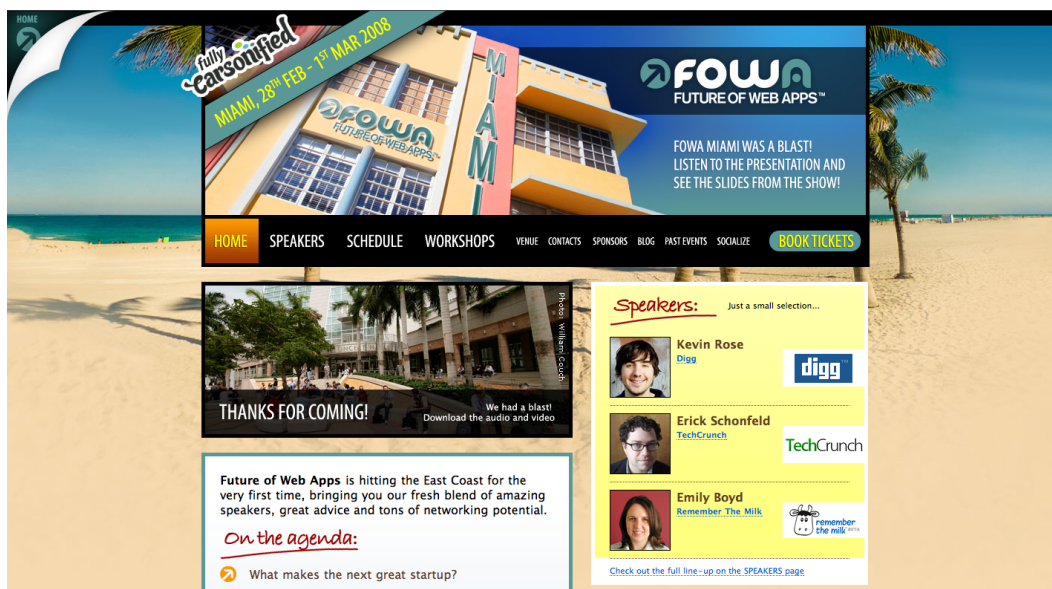 HOME
fully
Carsonified
MIAMI, 28TH FEB - 1ST MAR 2008
MIAMI
FOWA
FUTURE OF WEB APPS™
FOWA
FUTURE OF WEB APPS™
FOWA MIAMI WAS A BLAST!
LISTEN TO THE PRESENTATION AND
SEE THE SLIDES FROM THE SHOW!
HOME SPEAKERS SCHEDULE WORKSHOPS VENUE CONTACTS SPONSORS BLOG PAST EVENTS SOCIALIZE BOOK TICKETS
Photo: William Couch
THANKS FOR COMING!
We had a blast!
Download the audio and video
Future of Web Apps is hitting the East Coast for the
very first time, bringing you our fresh blend of amazing
speakers, great advice and tons of networking potential.
On the agenda:
What makes the next great startup?
Speakers: Just a small selection...
Kevin Rose
Digg
digg™
Erick Schonfeld
TechCrunch
TechCrunch
Emily Boyd
Remember The Milk
remember
the milk BETA
Check out the full line-up on the SPEAKERS page